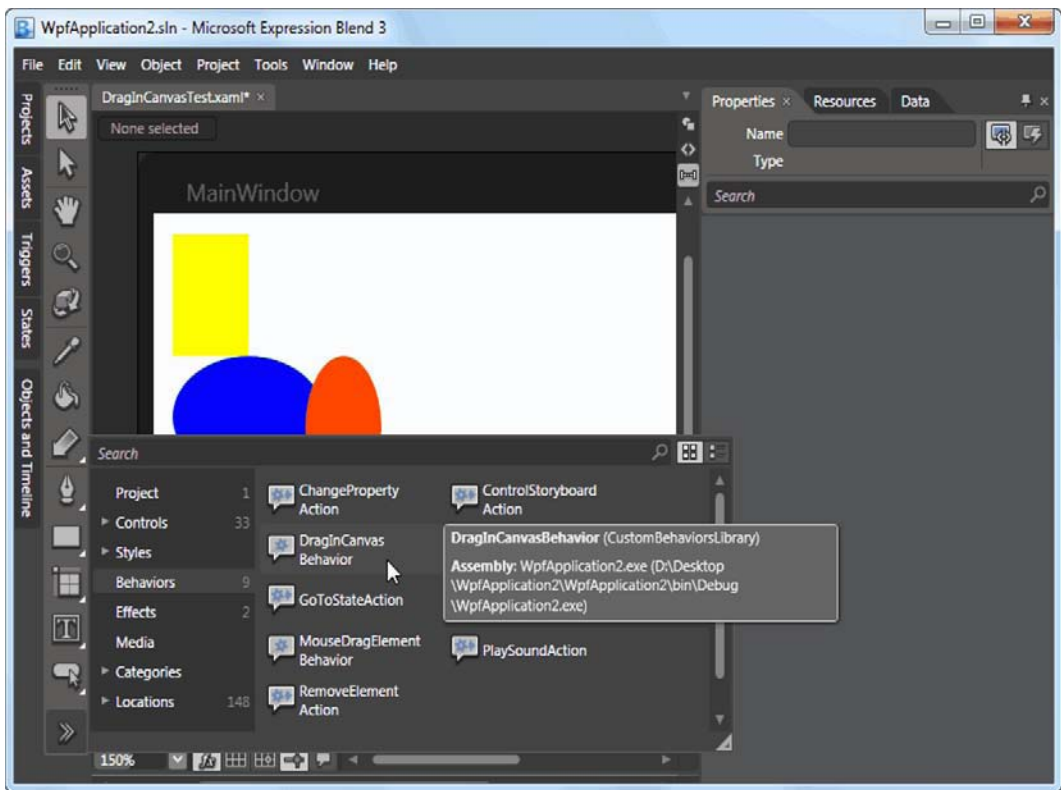 WpfApplication2.sln - Microsoft Expression Blend 3
File Edit View Object Project Tools Window Help
Projects
Assets
Triggers
States
Objects and Timeline
DragInCanvasTest.xaml* ×
None selected
MainWindow
Properties × Resources Data
Name
Type
Search
Search
Project 1
Controls 33
Styles
Behaviors 9
Effects 2
Media
Categories
Locations 148
ChangeProperty
Action
ControlStoryboard
Action
DragInCanvas
Behavior
GoToStateAction
MouseDragElement
Behavior
PlaySoundAction
RemoveElement
Action
DragInCanvasBehavior (CustomBehaviorsLibrary)
Assembly: WpfApplication2.exe (D:\Desktop
\WpfApplication2\WpfApplication2\bin\Debug
\WpfApplication2.exe)
150%